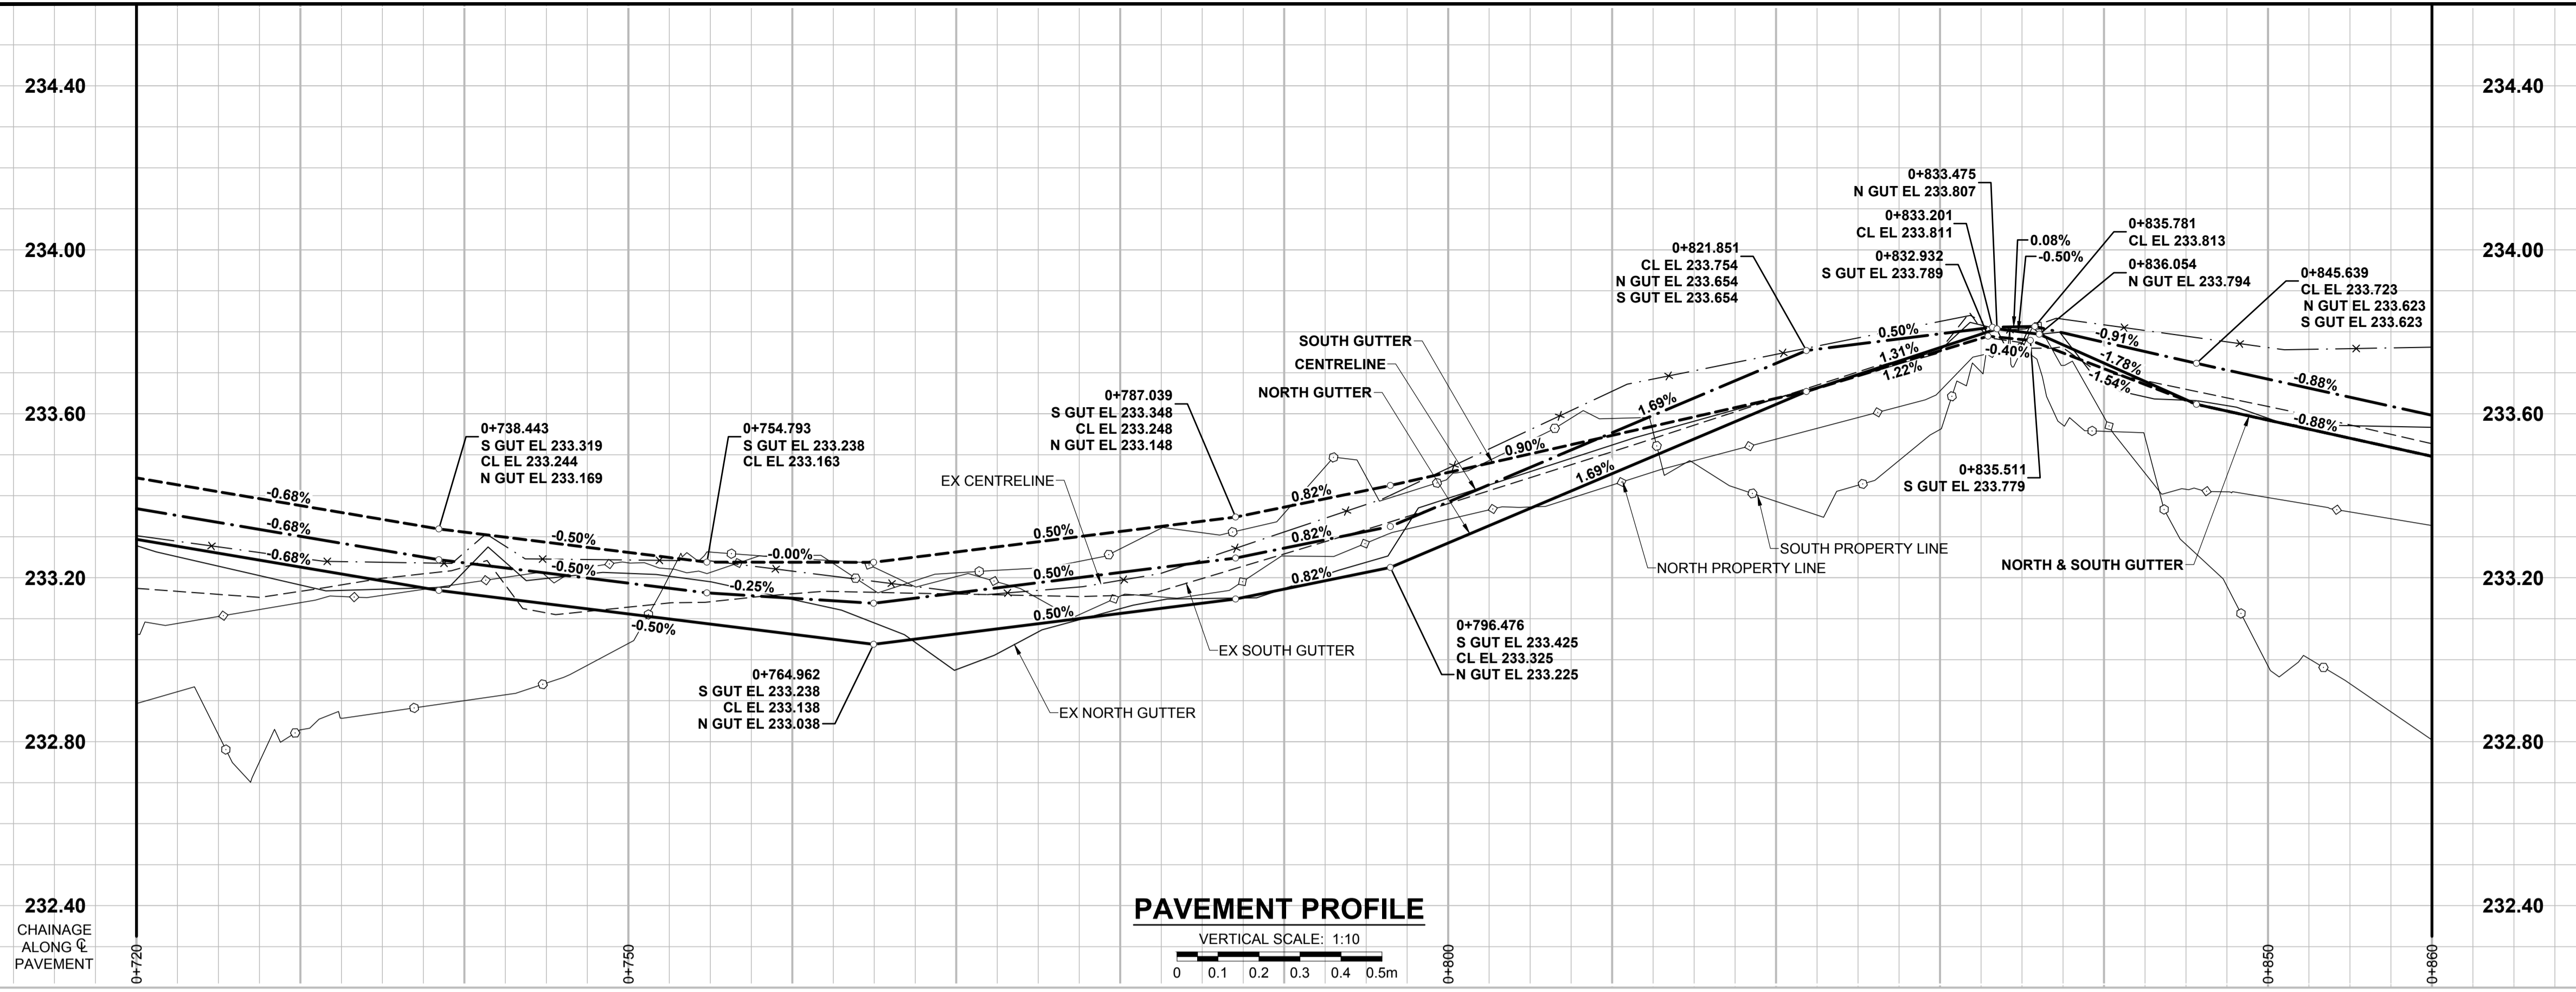 234.40
234.00
233.60
233.20
232.80
232.40
CHAINAGE
ALONG ℄
PAVEMENT
0+720
0+750
0+800
0+850
0+860
234.40
234.00
233.60
233.20
232.80
232.40
-0.68%
-0.68%
-0.68%
0+738.443
S GUT EL 233.319
CL EL 233.244
N GUT EL 233.169
-0.50%
-0.50%
-0.50%
0+754.793
S GUT EL 233.238
CL EL 233.163
-0.00%
-0.25%
0+764.962
S GUT EL 233.238
CL EL 233.138
N GUT EL 233.038
EX CENTRELINE
EX NORTH GUTTER
EX SOUTH GUTTER
0.50%
0.50%
0.50%
0+787.039
S GUT EL 233.348
CL EL 233.248
N GUT EL 233.148
0.82%
0.82%
0.82%
0+796.476
S GUT EL 233.425
CL EL 233.325
N GUT EL 233.225
SOUTH GUTTER
CENTRELINE
NORTH GUTTER
0.90%
1.69%
1.69%
NORTH PROPERTY LINE
SOUTH PROPERTY LINE
0+821.851
CL EL 233.754
N GUT EL 233.654
S GUT EL 233.654
0.50%
1.31%
1.22%
0+833.475
N GUT EL 233.807
0+833.201
CL EL 233.811
0+832.932
S GUT EL 233.789
0.08%
-0.50%
-0.40%
0+835.781
CL EL 233.813
0+836.054
N GUT EL 233.794
0+835.511
S GUT EL 233.779
-0.91%
-1.78%
-1.54%
0+845.639
CL EL 233.723
N GUT EL 233.623
S GUT EL 233.623
-0.88%
-0.88%
NORTH & SOUTH GUTTER
PAVEMENT PROFILE
VERTICAL SCALE: 1:10
0 0.1 0.2 0.3 0.4 0.5m